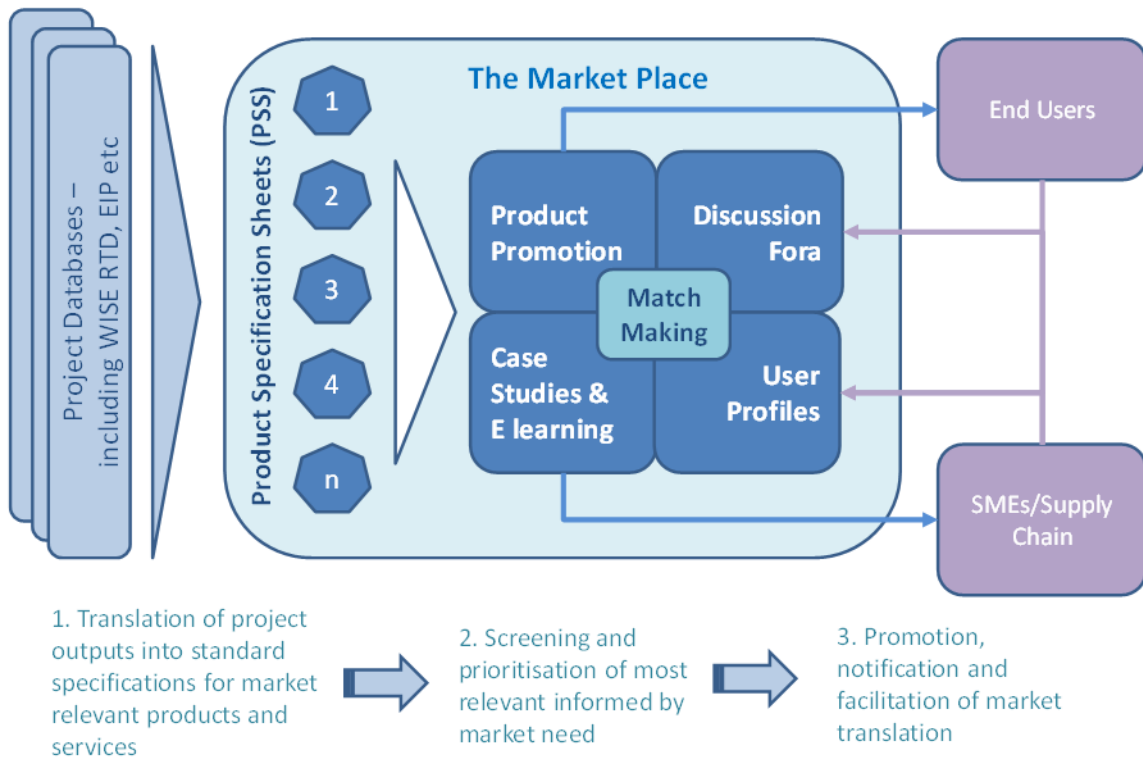 Project Databases –
including WISE RTD, EIP etc
Product Specification Sheets (PSS)
1
2
3
4
n
The Market Place
Product
Promotion
Discussion
Fora
Match
Making
Case
Studies &
E learning
User
Profiles
End Users
SMEs/Supply
Chain
1. Translation of project
outputs into standard
specifications for market
relevant products and
services
2. Screening and
prioritisation of most
relevant informed by
market need
3. Promotion,
notification and
facilitation of market
translation